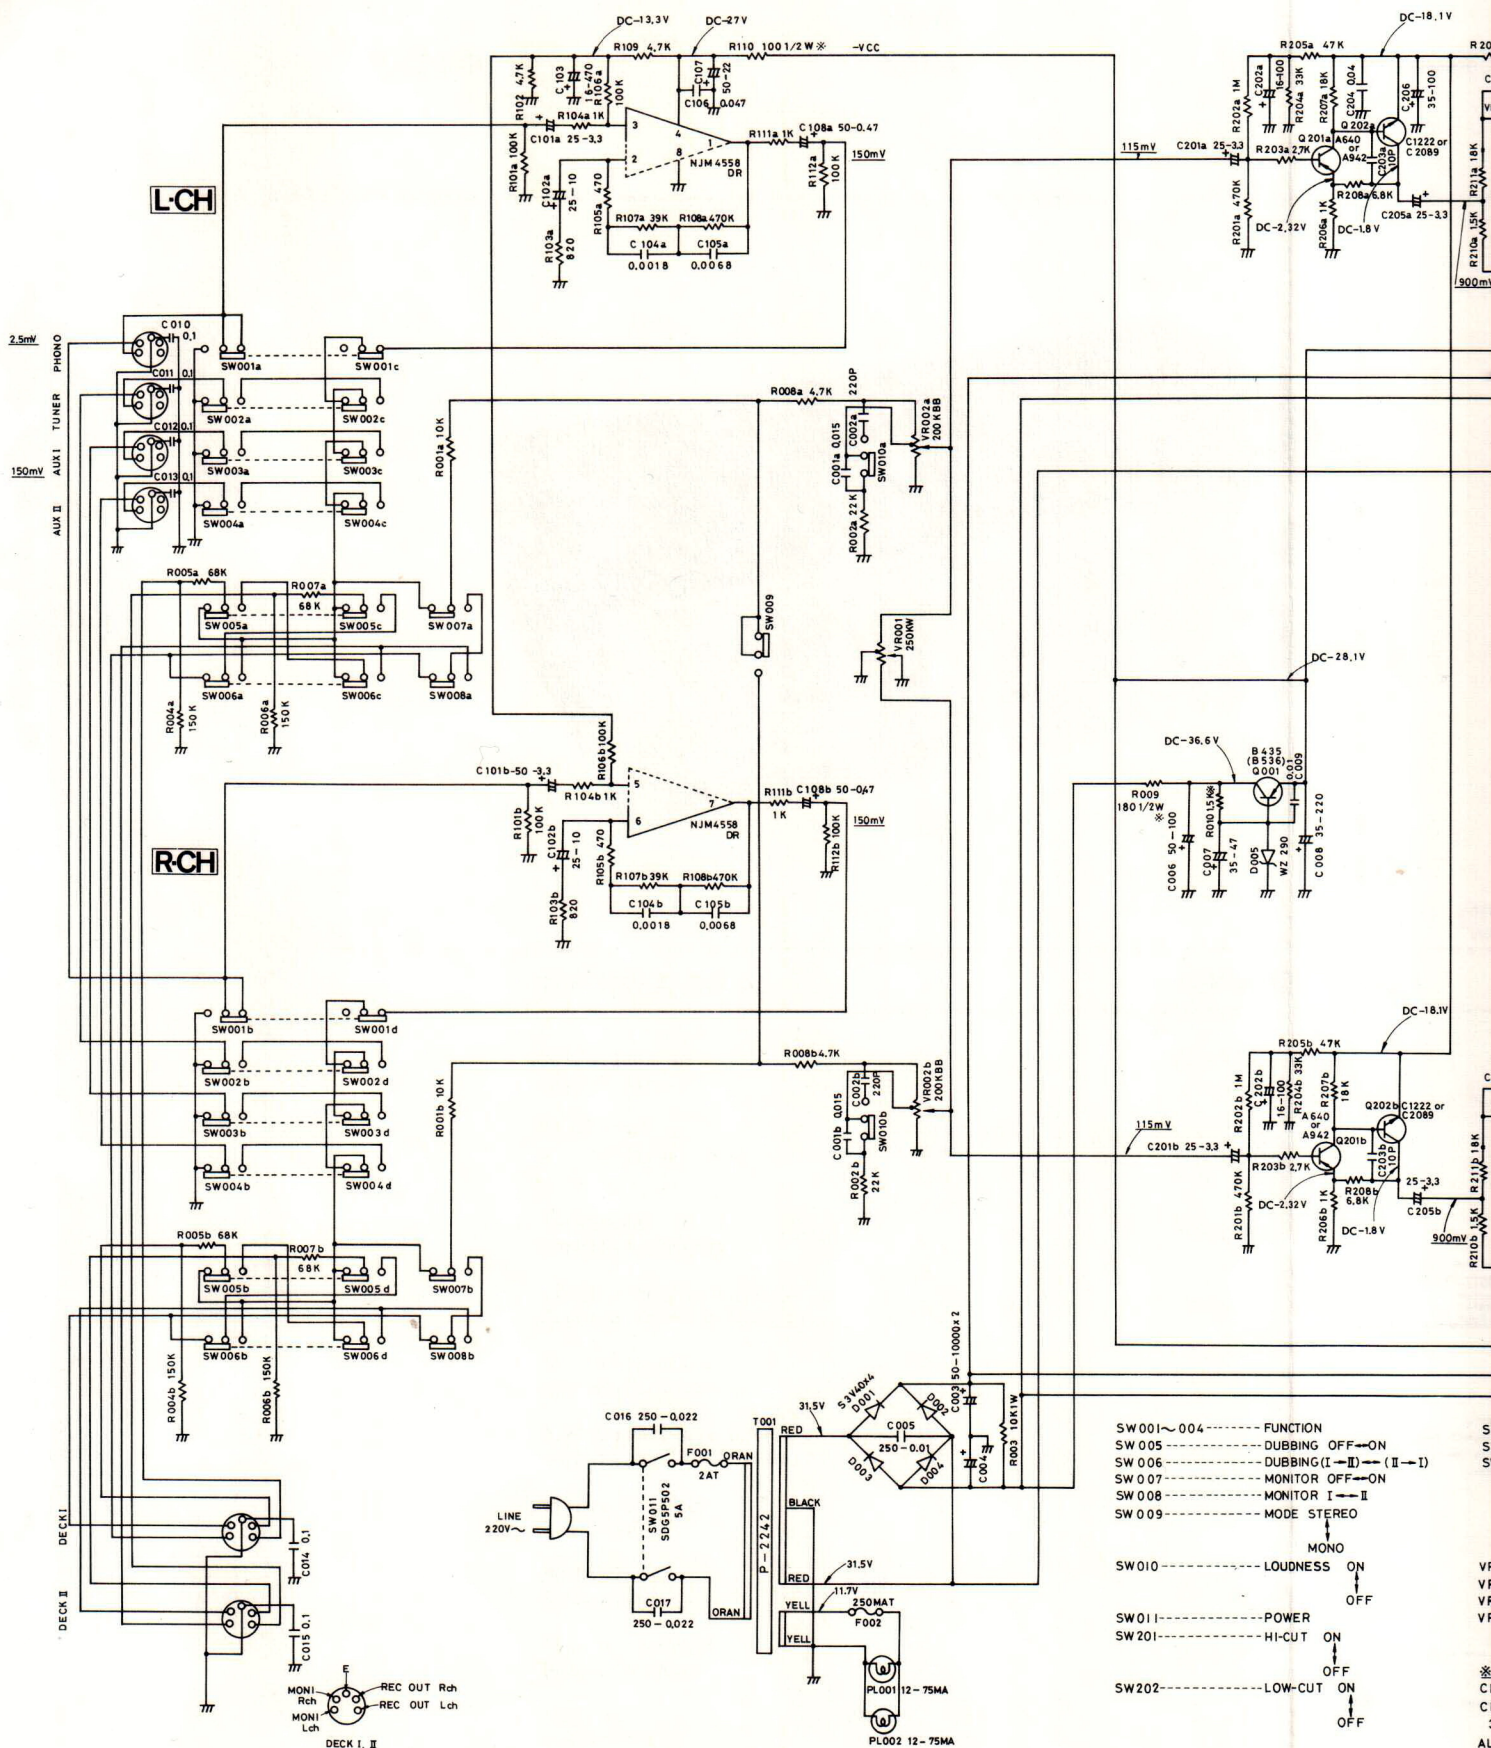 DC-13.3V
DC-27V
R109 4.7K
R110 100 1/2W※
-VCC
R102 4.7K
C103
16-470
R106a
100K
C107
50-22
C106 0.047
R104a 1K
C101a 25-3.3
R101a 100K
3
4
1
2
8
NJM4558
DR
R111a 1K
C108a 50-0.47
150mV
R112a
100K
C102a
25-10
R105a 470
R103a
820
R107a 39K
R108a 470K
C104a
0.0018
C105a
0.0068
L·CH
DC-18.1V
R205a 47K
R202a 1M
C202a
16-100
R204a 33K
R207a 18K
C204 0.04
C206
35-100
115mV
C201a 25-3.3
R203a 2.7K
Q201a
A640
or
A942
Q202a
C1222 or
C2089
C203a
10P
R208a 6.8K
R201a 470K
DC-2.32V
R206a 1K
DC-1.8V
C205a 25-3.3
R211a 18K
R210a 1.5K
900mV
2.5mV
PHONO
TUNER
AUX I
AUX II
150mV
C010
0.1
C011 0.1
C012 0.1
C013 0.1
SW001a
SW001c
SW002a
SW002c
SW003a
SW003c
SW004a
SW004c
R001a 10K
R008a 4.7K
220P
C002a
C001a 0.015
SW010a
R002a 22K
VR002a
200KBB
R005a 68K
R007a
68K
SW005a
SW005c
SW007a
SW006a
SW006c
SW008a
R004a
150K
R006a
150K
SW009
VR001
250KW
DC-28.1V
DC-36.6V
B435
(B536)
Q001
R009
180 1/2W
※
R010 1.5K※
0.01
C009
C006 50-100
C007
35-47
D005
WZ 290
C008 35-220
R·CH
C101b-50-3.3
R106b 100K
R104b 1K
R101b
100K
5
6
7
NJM4558
DR
R111b
1K
C108b 50-0.47
150mV
R112b 100K
C102b
25-10
R105b 470
R103b
820
R107b 39K
R108b 470K
C104b
0.0018
C105b
0.0068
SW001b
SW001d
SW002b
SW002d
SW003b
SW003d
SW004b
SW004d
R001b 10K
R008b 4.7K
C002b
220P
C001b 0.015
SW010b
R002b
22K
VR002b
200KBB
DC-18.1V
R205b 47K
R202b 1M
C202b
16-100
R204b 33K
R207b
18K
115mV
C201b 25-3.3
R203b 2.7K
A640
or
A942
Q201b
Q202b C1222 or
C2089
C203b
10P
R208b
6.8K
R201b 470K
DC-2.32V
R206b 1K
DC-1.8V
25-3.3
C205b
R211b 18K
R210b 1.5K
900mV
R005b 68K
R007b
68K
SW005b
SW005d
SW007b
SW006b
SW006d
SW008b
R004b 150K
R006b 150K
DECK I
DECK II
C014 0.1
C015 0.1
E
MONI
Rch
MONI
Lch
REC OUT Rch
REC OUT Lch
DECK I, II
LINE
220V~
C016 250-0.022
SW011
SDG5P502
5A
C017
250-0.022
F001
2AT
ORAN
ORAN
T001
P-2242
RED
BLACK
RED
YELL
YELL
31.5V
31.5V
11.7V
S3V40x4
D001
D002
D003
D004
C005
250-0.01
C003 50-10000x2
C004
R003 10K1W
250MAT
F002
PL001 12-75MA
PL002 12-75MA
SW001~004 FUNCTION
SW005 DUBBING OFF↔ON
SW006 DUBBING(I→II)↔(II→I)
SW007 MONITOR OFF↔ON
SW008 MONITOR I↔II
SW009 MODE STEREO
MONO
SW010 LOUDNESS ON
OFF
SW011 POWER
SW201 HI-CUT ON
OFF
SW202 LOW-CUT ON
OFF